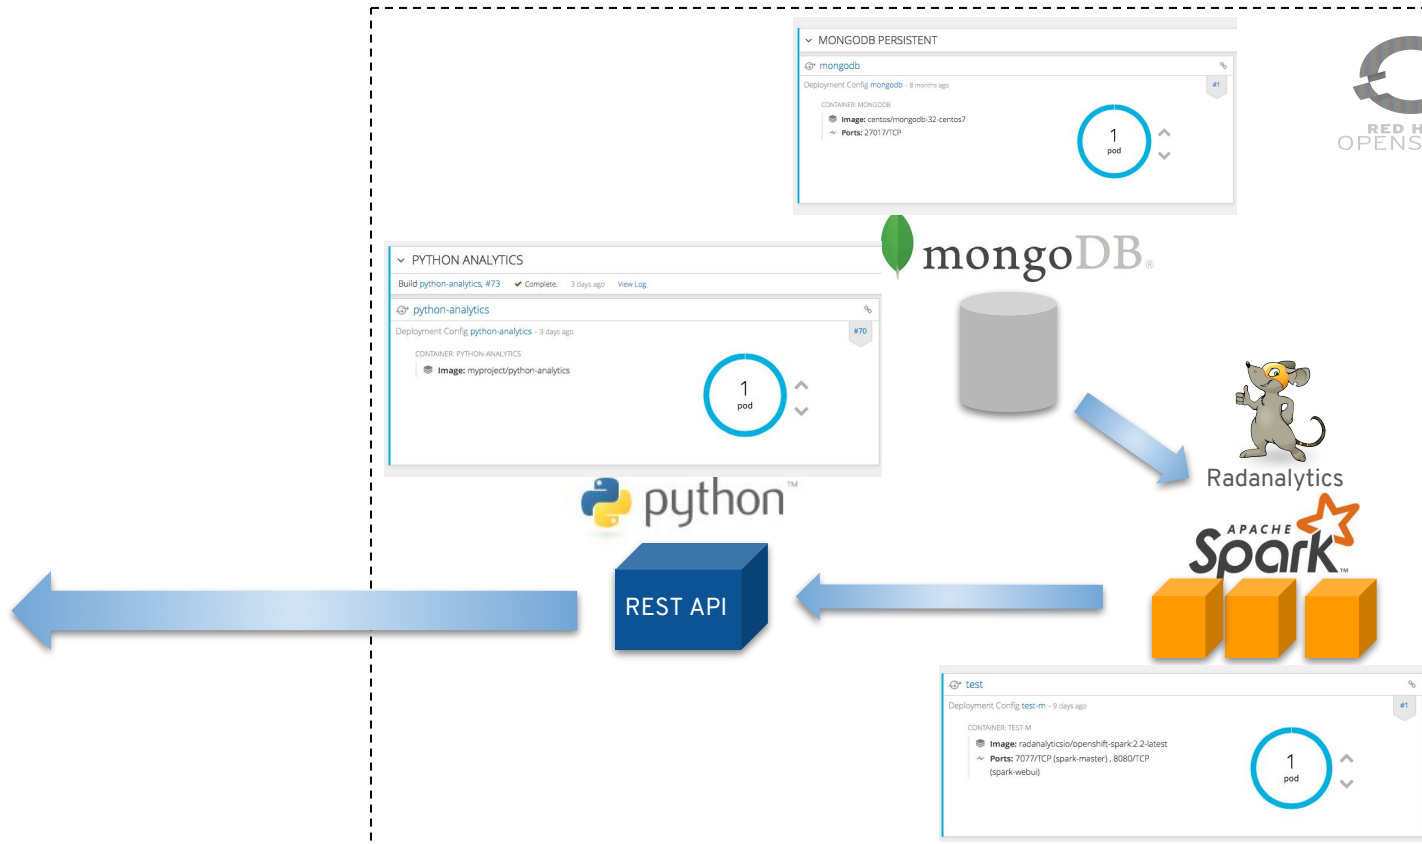 MONGODB PERSISTENT
mongodb
Deployment Config mongodb - 8 months ago
#1
CONTAINER: MONGODB
Image: centos/mongodb-32-centos7
Ports: 27017/TCP
1
pod
RED H
OPENS
mongoDB®
PYTHON ANALYTICS
Build python-analytics, #73 Complete. 3 days ago View Log
python-analytics
Deployment Config python-analytics - 3 days ago
#70
CONTAINER: PYTHON-ANALYTICS
Image: myproject/python-analytics
1
pod
python™
Radanalytics
APACHE
Spark™
REST API
test
Deployment Config test-m - 9 days ago
#1
CONTAINER: TEST-M
Image: radanalyticsio/openshift-spark:2.2-latest
Ports: 7077/TCP (spark-master) , 8080/TCP
(spark-webui)
1
pod